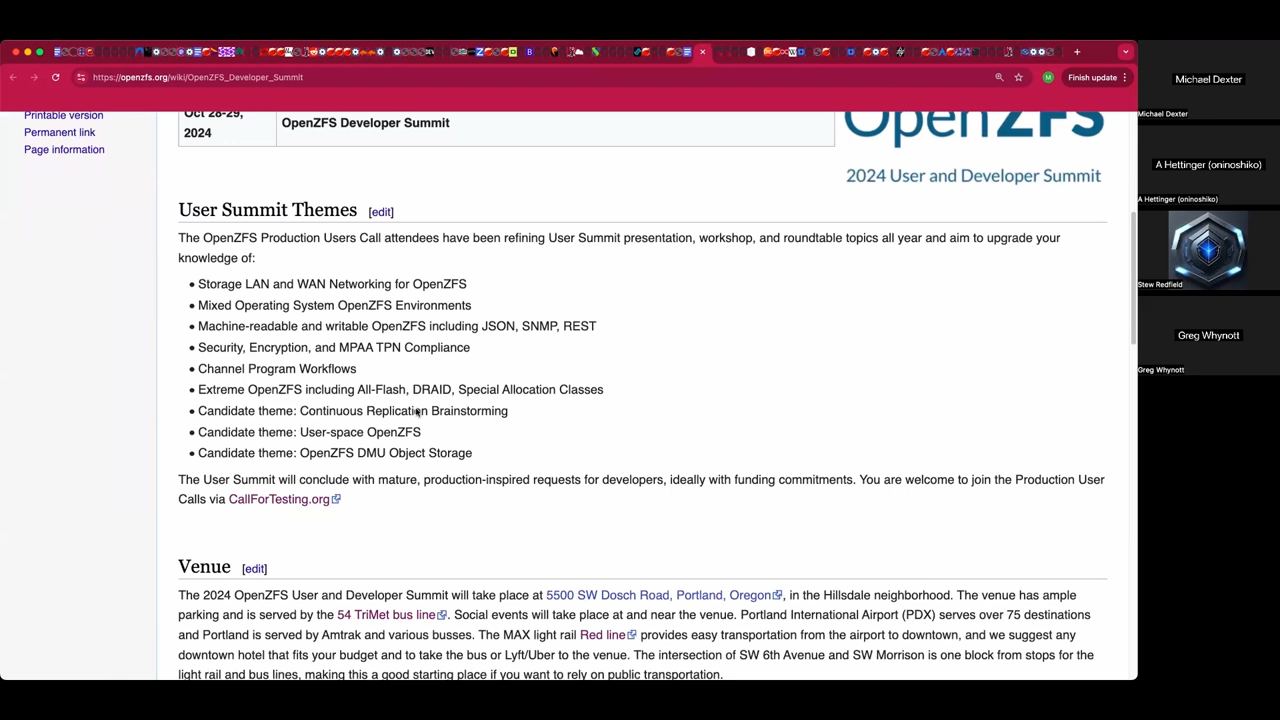 https://openzfs.org/wiki/OpenZFS_Developer_Summit
M
Finish update
Printable version
Permanent link
Page information
Oct 28-29,
2024
OpenZFS Developer Summit
OpenZFS
2024 User and Developer Summit
User Summit Themes [edit]
The OpenZFS Production Users Call attendees have been refining User Summit presentation, workshop, and roundtable topics all year and aim to upgrade your
knowledge of:
• Storage LAN and WAN Networking for OpenZFS
• Mixed Operating System OpenZFS Environments
• Machine-readable and writable OpenZFS including JSON, SNMP, REST
• Security, Encryption, and MPAA TPN Compliance
• Channel Program Workflows
• Extreme OpenZFS including All-Flash, DRAID, Special Allocation Classes
• Candidate theme: Continuous Replication Brainstorming
• Candidate theme: User-space OpenZFS
• Candidate theme: OpenZFS DMU Object Storage
The User Summit will conclude with mature, production-inspired requests for developers, ideally with funding commitments. You are welcome to join the Production User
Calls via CallForTesting.org
Venue [edit]
The 2024 OpenZFS User and Developer Summit will take place at 5500 SW Dosch Road, Portland, Oregon, in the Hillsdale neighborhood. The venue has ample
parking and is served by the 54 TriMet bus line. Social events will take place at and near the venue. Portland International Airport (PDX) serves over 75 destinations
and Portland is served by Amtrak and various busses. The MAX light rail Red line provides easy transportation from the airport to downtown, and we suggest any
downtown hotel that fits your budget and to take the bus or Lyft/Uber to the venue. The intersection of SW 6th Avenue and SW Morrison is one block from stops for the
light rail and bus lines, making this a good starting place if you want to rely on public transportation.
Michael Dexter
Michael Dexter
A Hettinger (oninoshiko)
A Hettinger (oninoshiko)
Stew Redfield
Greg Whynott
Greg Whynott